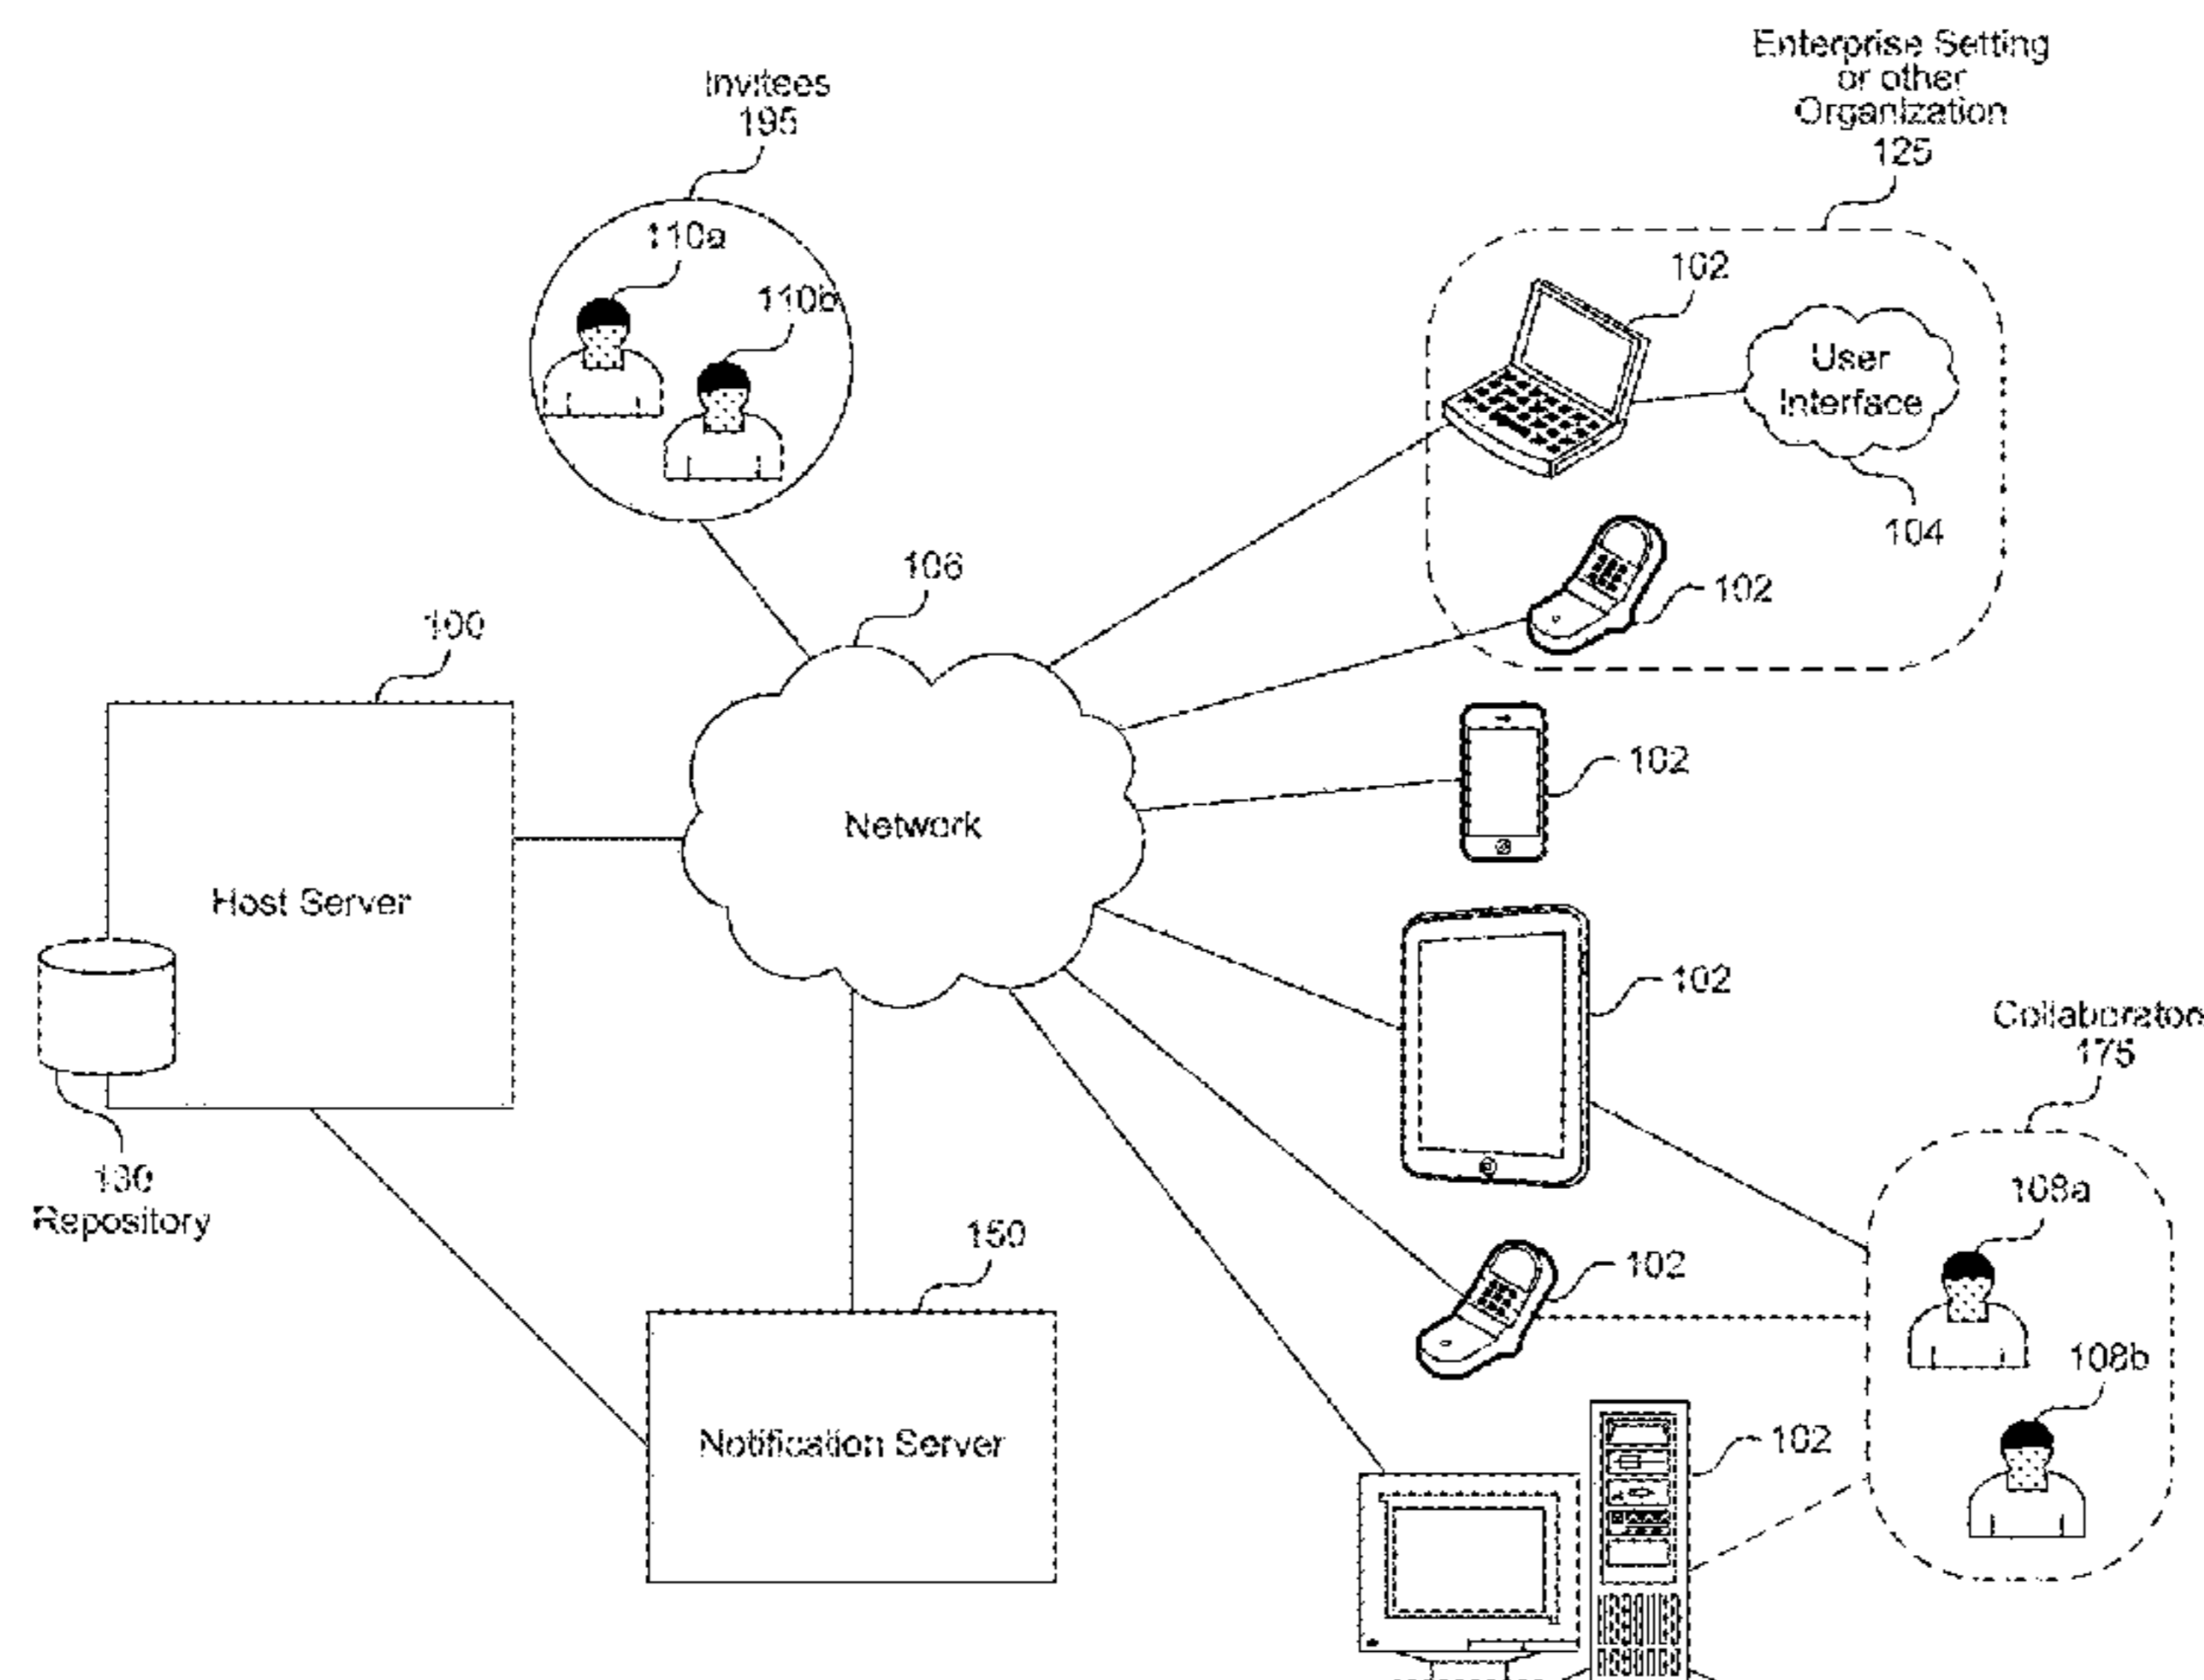 Enterprise Setting
or other
Organization
125
Invitees
195
110a
110b
102
User
Interface
104
102
106
100
102
Network
Host Server
102
Collaborator
175
130
Repository
108a
150
102
108b
Notification Server
102